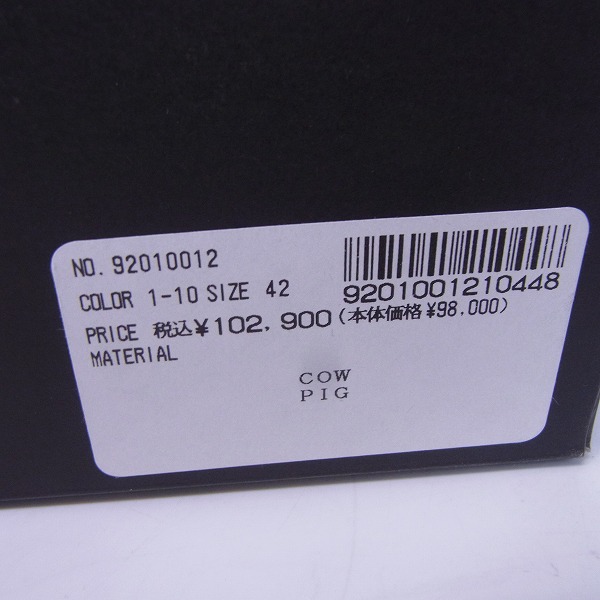 NO. 92010012
COLOR 1-10 SIZE 42
9201001210448
PRICE 税込¥102,900(本体価格¥98,000)
MATERIAL
COW
PIG